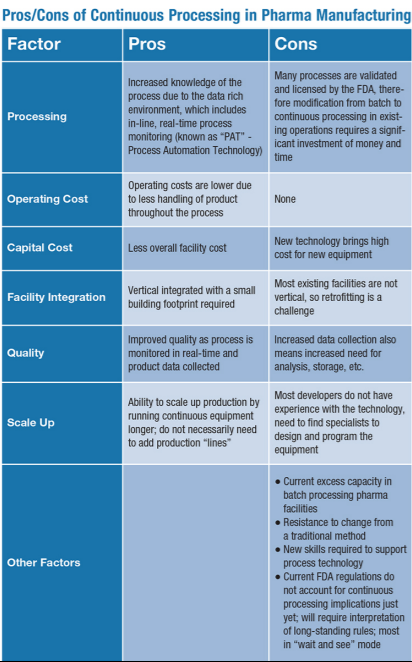 Pros/Cons of Continuous Processing in Pharma Manufacturing
Factor
Pros
Cons
Processing
Increased knowledge of the
process due to the data rich
environment, which includes
in-line, real-time process
monitoring (known as “PAT” -
Process Automation Technology)
Many processes are validated
and licensed by the FDA, there-
fore modification from batch to
continuous processing in exist-
ing operations requires a signif-
icant investment of money and
time
Operating Cost
Operating costs are lower due
to less handling of product
throughout the process
None
Capital Cost
Less overall facility cost
New technology brings high
cost for new equipment
Facility Integration
Vertical integrated with a small
building footprint required
Most existing facilities are not
vertical, so retrofitting is a
challenge
Quality
Improved quality as process is
monitored in real-time and
product data collected
Increased data collection also
means increased need for
analysis, storage, etc.
Scale Up
Ability to scale up production by
running continuous equipment
longer; do not necessarily need
to add production “lines”
Most developers do not have
experience with the technology,
need to find specialists to
design and program the
equipment
Other Factors
● Current excess capacity in
batch processing pharma
facilities
● Resistance to change from
a traditional method
● New skills required to support
process technology
● Current FDA regulations do
not account for continuous
processing implications just
yet; will require interpretation
of long-standing rules; most
in “wait and see” mode